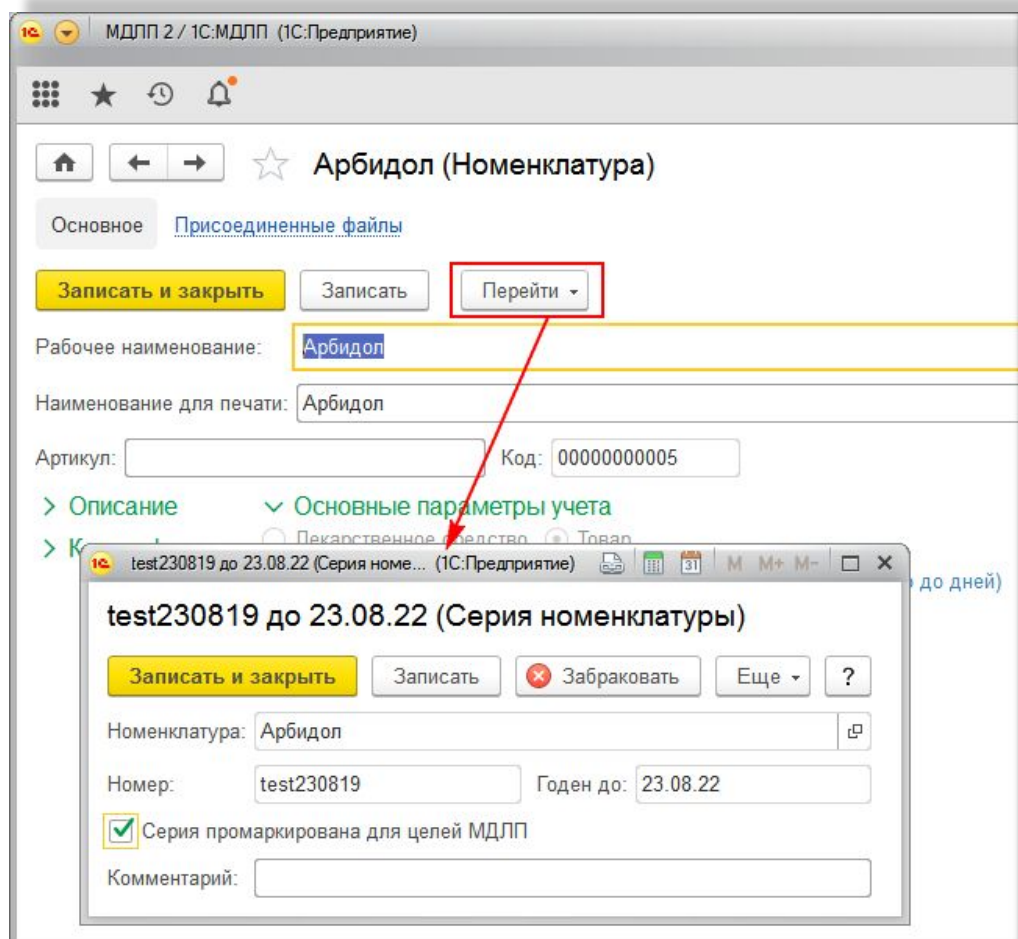 МДЛП 2 / 1С:МДЛП (1С:Предприятие)
Арбидол (Номенклатура)
Основное Присоединенные файлы
Записать и закрыть Записать Перейти
Рабочее наименование: Арбидол
Наименование для печати: Арбидол
Артикул: Код: 00000000005
Описание Основные параметры учета
Лекарственное средство Товар
до дней)
test230819 до 23.08.22 (Серия номе... (1С:Предприятие) 31 M M+ M-
test230819 до 23.08.22 (Серия номенклатуры)
Записать и закрыть Записать Забраковать Еще ?
Номенклатура: Арбидол
Номер: test230819 Годен до: 23.08.22
Серия промаркирована для целей МДЛП
Комментарий: